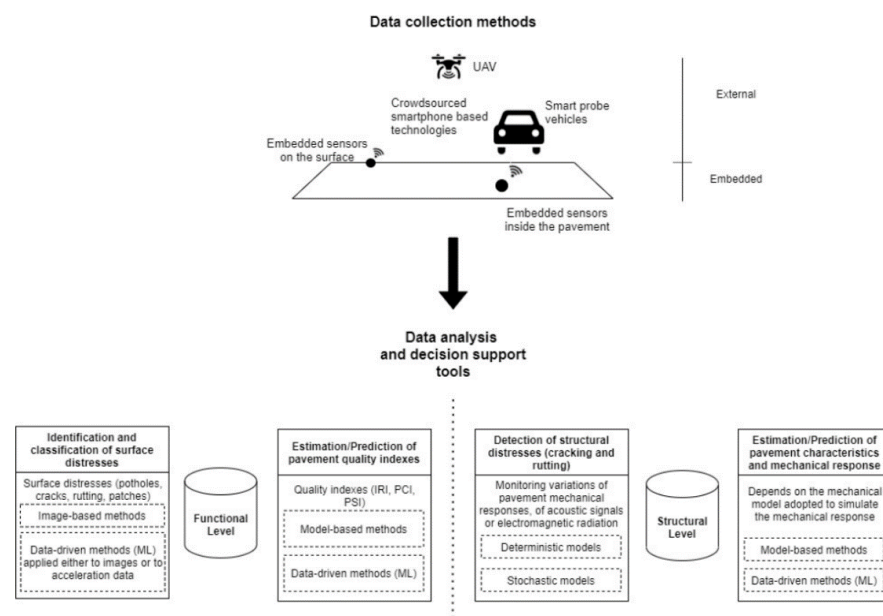 Data collection methods
UAV
Crowdsourced
smartphone based
technologies
Smart probe
vehicles
External
Embedded sensors
on the surface
Embedded
Embedded sensors
inside the pavement
Data analysis
and decision support
tools
Identification and
classification of surface
distresses
Surface distresses (potholes,
cracks, rutting, patches)
Image-based methods
Data-driven methods (ML)
applied either to images or to
acceleration data
Functional
Level
Estimation/Prediction of
pavement quality indexes
Quality indexes (IRI, PCI,
PSI)
Model-based methods
Data-driven methods (ML)
Detection of structural
distresses (cracking and
rutting)
Monitoring variations of
pavement mechanical
responses, of acoustic signals
or electromagnetic radiation
Deterministic models
Stochastic models
Structural
Level
Estimation/Prediction of
pavement characteristics
and mechanical response
Depends on the mechanical
model adopted to simulate
the mechanical response
Model-based methods
Data-driven methods (ML)